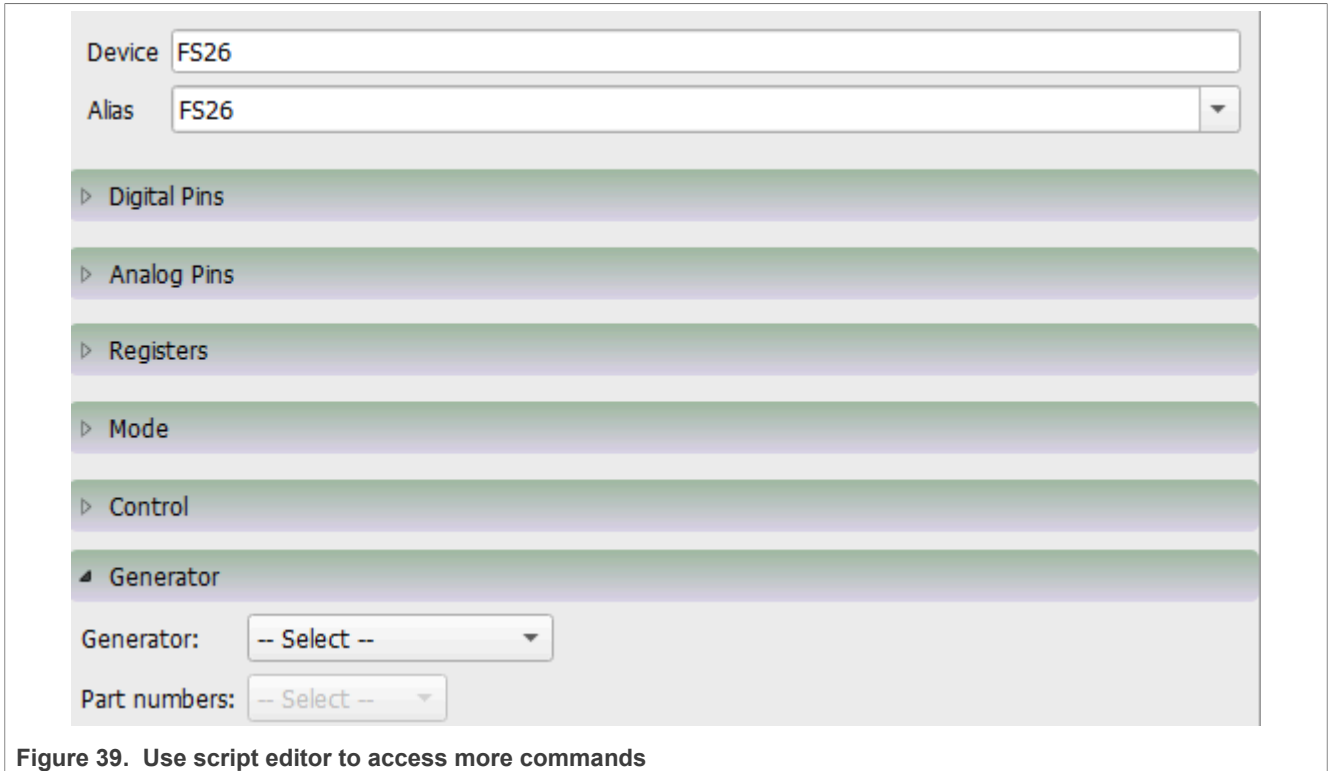 Device FS26
Alias FS26
Digital Pins
Analog Pins
Registers
Mode
Control
Generator
Generator: -- Select --
Part numbers: -- Select --
Figure 39. Use script editor to access more commands